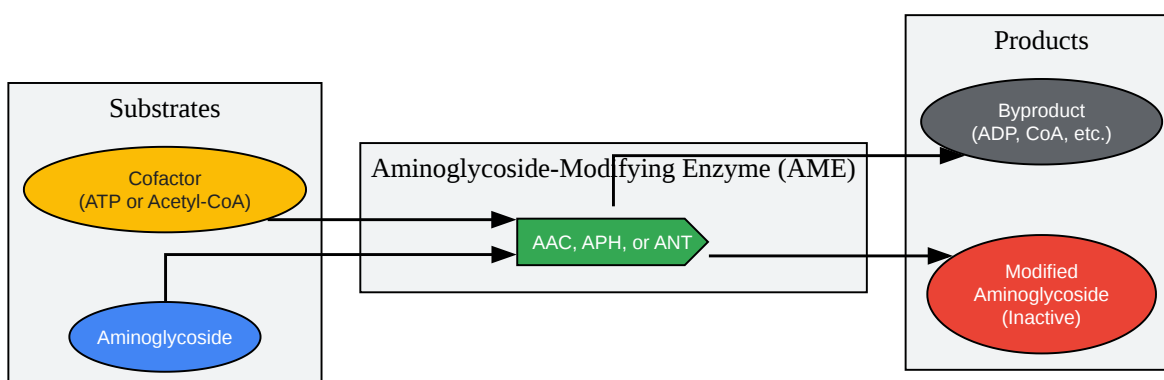 Substrates
Cofactor
(ATP or Acetyl-CoA)
Aminoglycoside
Aminoglycoside-Modifying Enzyme (AME)
AAC, APH, or ANT
Products
Byproduct
(ADP, CoA, etc.)
Modified
Aminoglycoside
(Inactive)